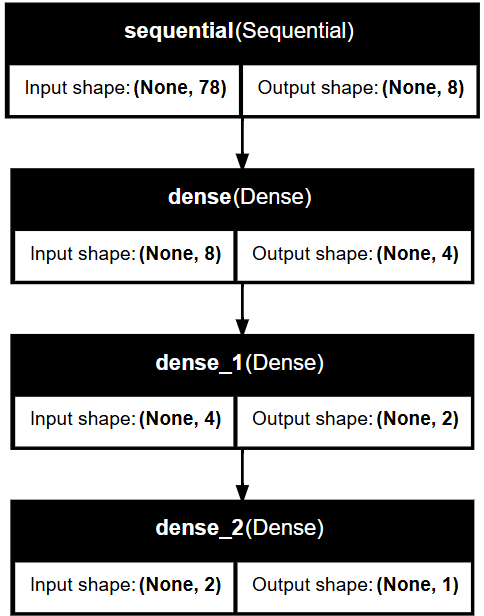 sequential(Sequential)
Input shape: (None, 78) Output shape: (None, 8)
dense(Dense)
Input shape: (None, 8) Output shape: (None, 4)
dense_1(Dense)
Input shape: (None, 4) Output shape: (None, 2)
dense_2(Dense)
Input shape: (None, 2) Output shape: (None, 1)